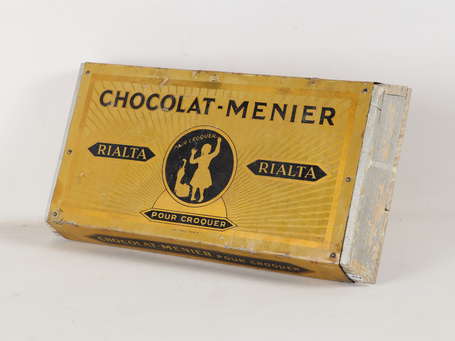 CHOCOLAT-MENIER
RIALTA
RIALTA
POUR CROQUER
CHOCOLAT-MENIER POUR CROQUER